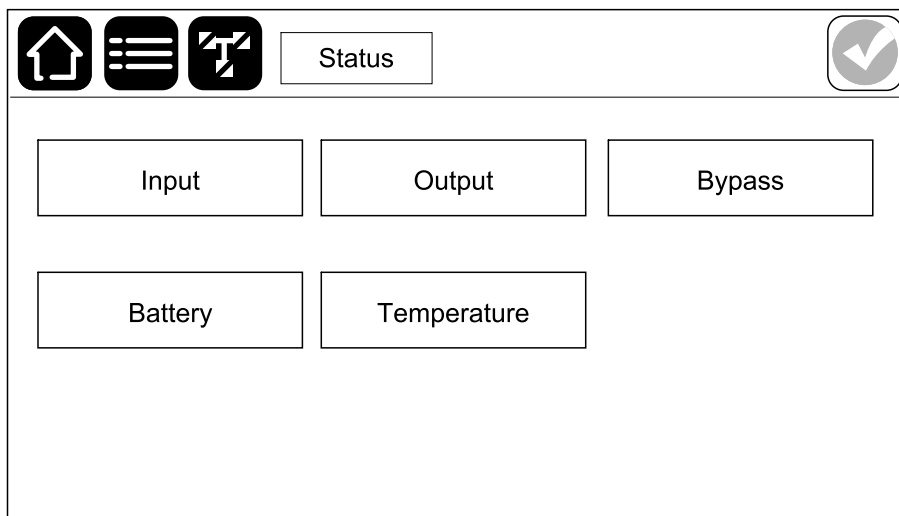 Status
Input
Output
Bypass
Battery
Temperature